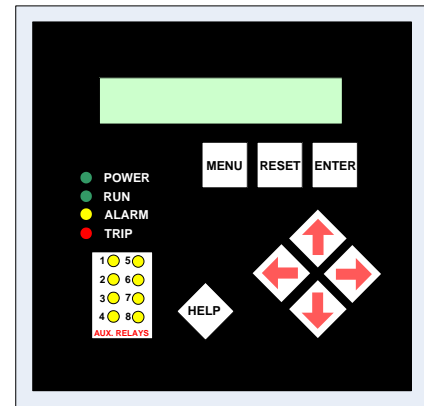 MENU RESET ENTER
POWER
RUN
ALARM
TRIP
1 5
2 6
3 7
4 8
AUX. RELAYS
HELP